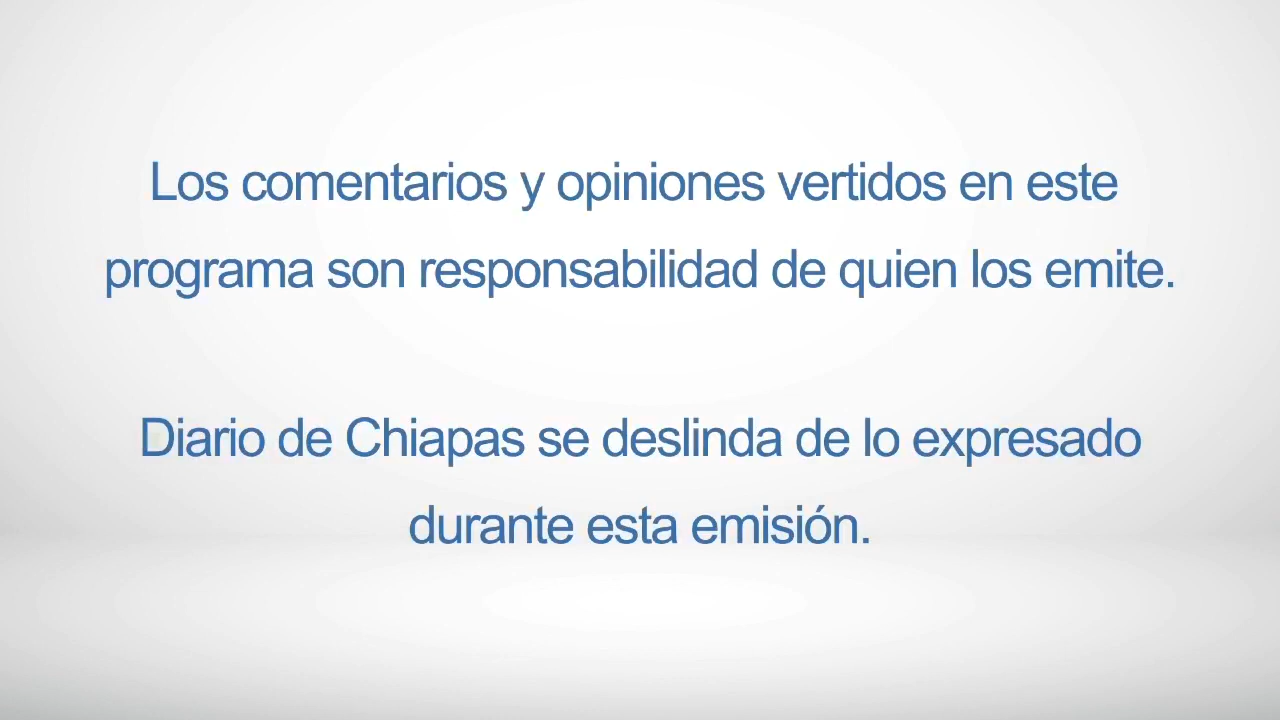 Los comentarios y opiniones vertidos en este
programa son responsabilidad de quien los emite.
Diario de Chiapas se deslinda de lo expresado
durante esta emisión.